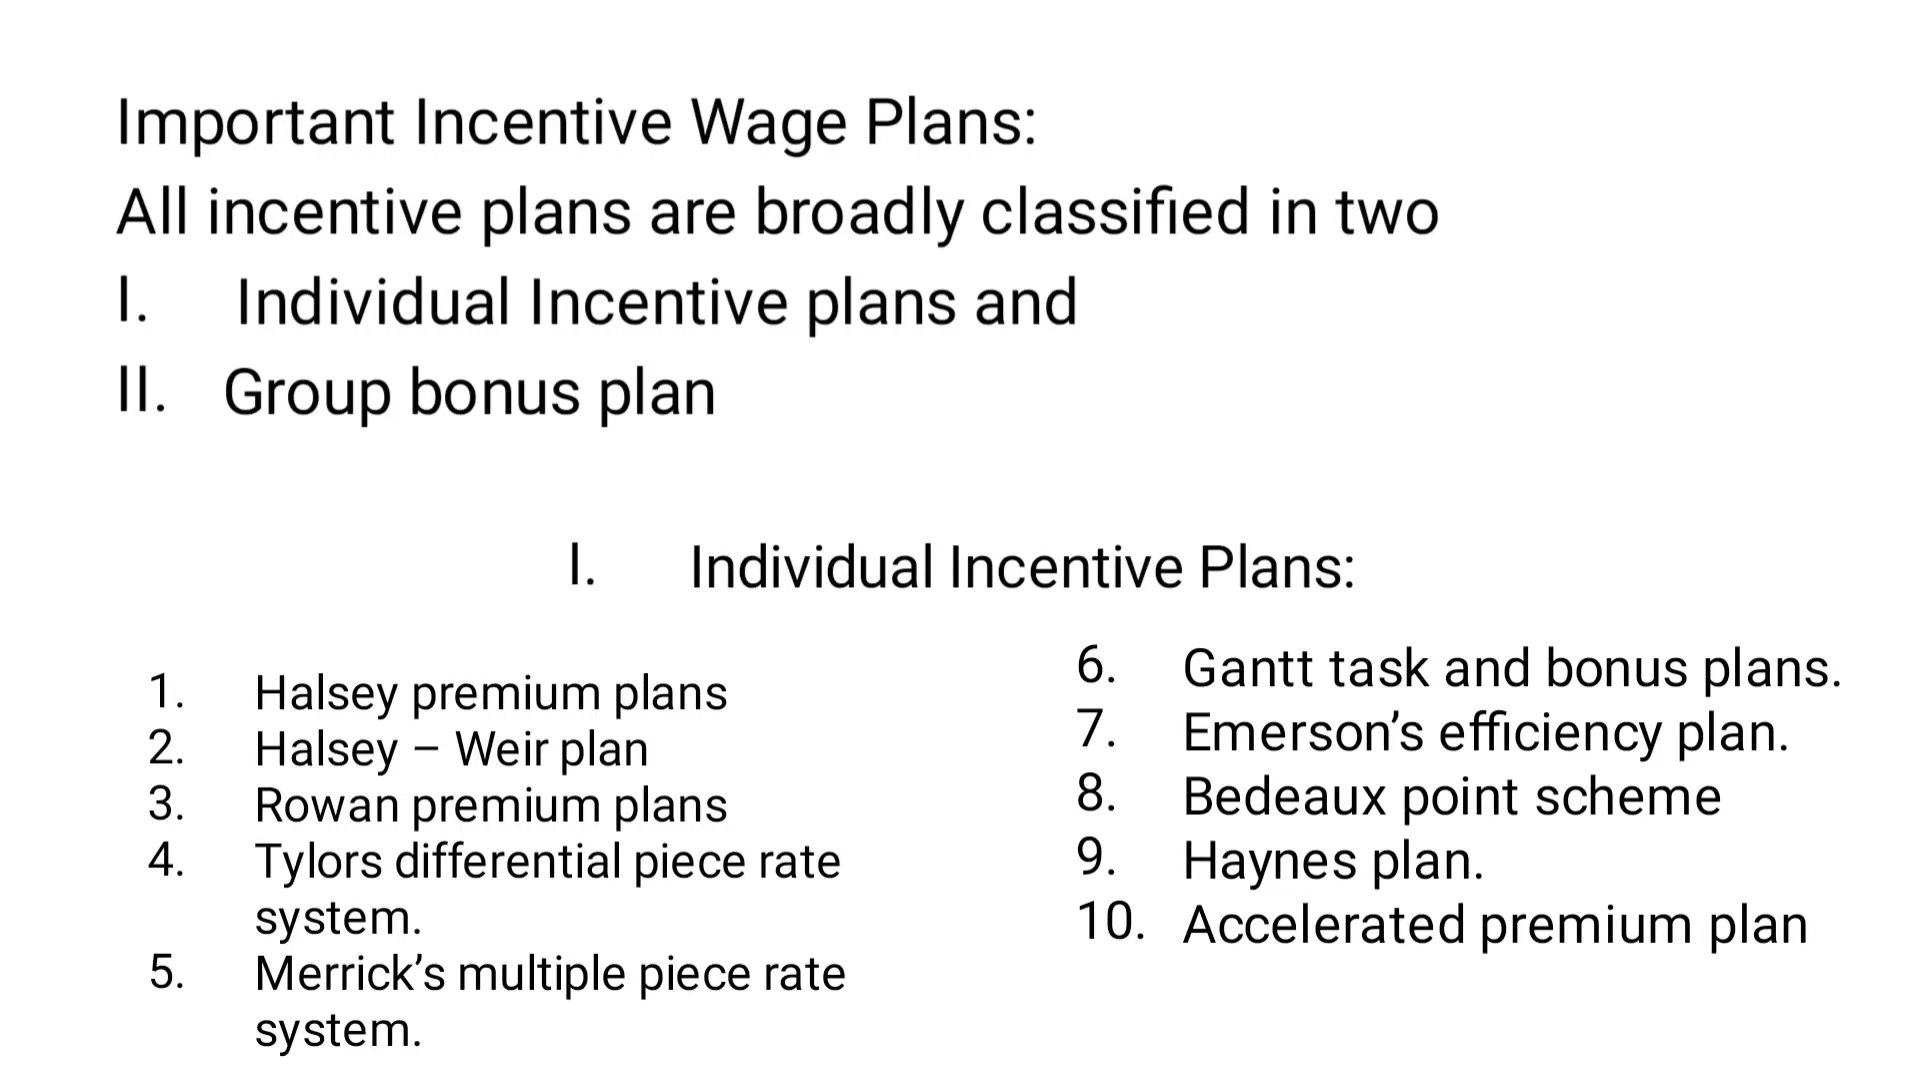 Important Incentive Wage Plans:
All incentive plans are broadly classified in two
I. Individual Incentive plans and
II. Group bonus plan
I. Individual Incentive Plans:
1. Halsey premium plans
2. Halsey – Weir plan
3. Rowan premium plans
4. Tylors differential piece rate
system.
5. Merrick’s multiple piece rate
system.
6. Gantt task and bonus plans.
7. Emerson’s efficiency plan.
8. Bedeaux point scheme
9. Haynes plan.
10. Accelerated premium plan